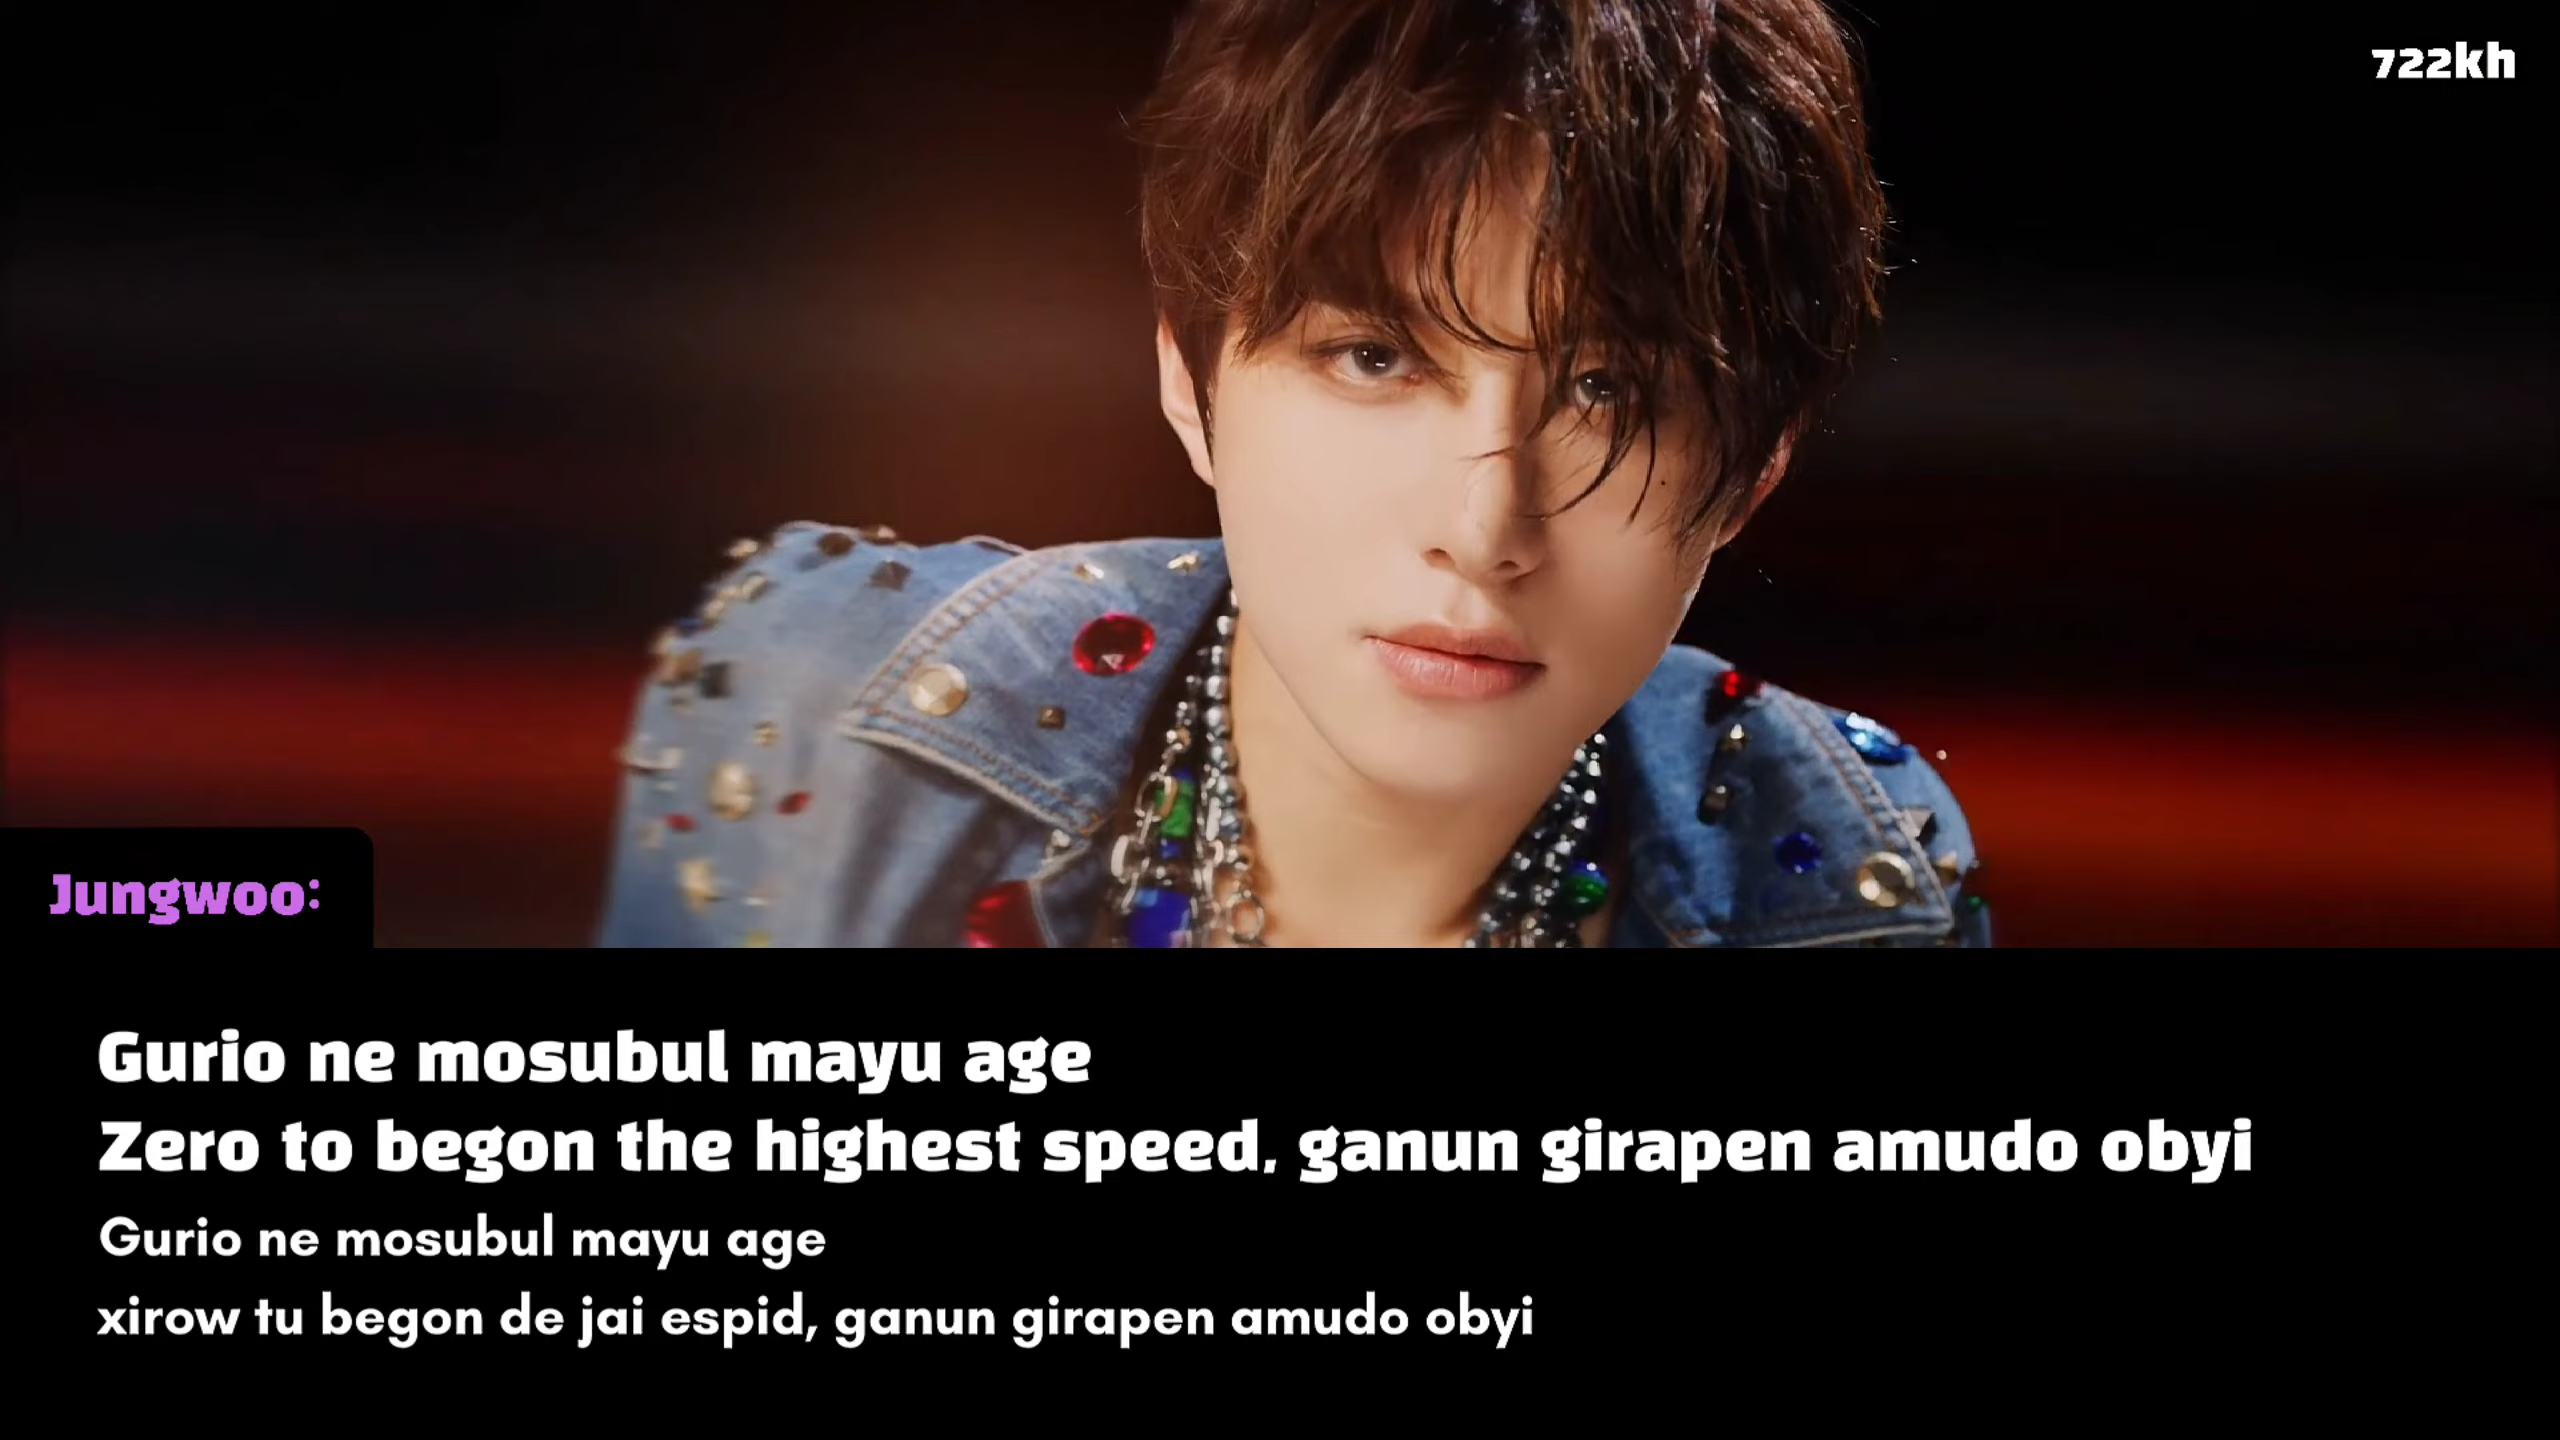 722kh
Jungwoo:
Gurio ne mosubul mayu age
Zero to begon the highest speed, ganun girapen amudo obyi
Gurio ne mosubul mayu age
xirow tu begon de jai espid, ganun girapen amudo obyi